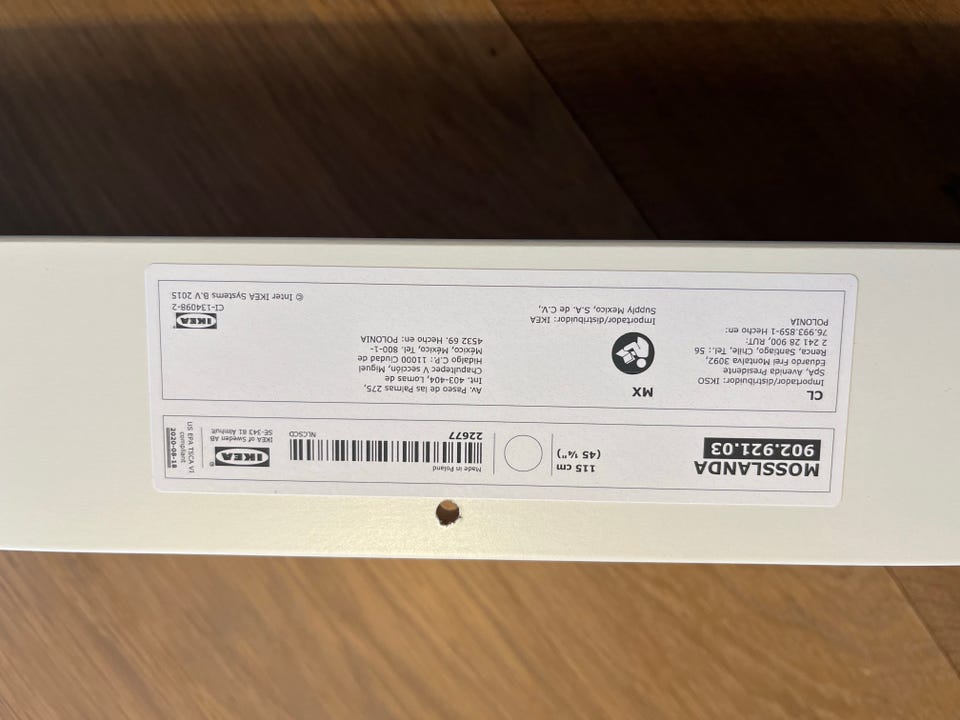 MOSSLANDA
902.921.03
115 cm
(45 ¼")
Made in Poland
22677
NLCSCD
IKEA
®
IKEA of Sweden AB
SE-343 81 Älmhult
US EPA TSCA VI
compliant
2020-08-18
CL
Importador/distribuidor: IKSO
Spa, Avenida Presidente
Eduardo Frei Montalva 3092,
Renca, Santiago, Chile, Tel.: 56
2 241 28 900, RUT:
76.993.859-1 Hecho en:
POLONIA
MX
Importador/distribuidor: IKEA
Supply Mexico, S.A. de C.V.,
Av. Paseo de las Palmas 275,
Int. 403-404, Lomas de
Chapultepec V sección, Miguel
Hidalgo C.P.: 11000 Ciudad de
México, México, Tel. 800-1-
4532 69. Hecho en: POLONIA
IKEA
CI-134098-2
© Inter IKEA Systems B.V 2015